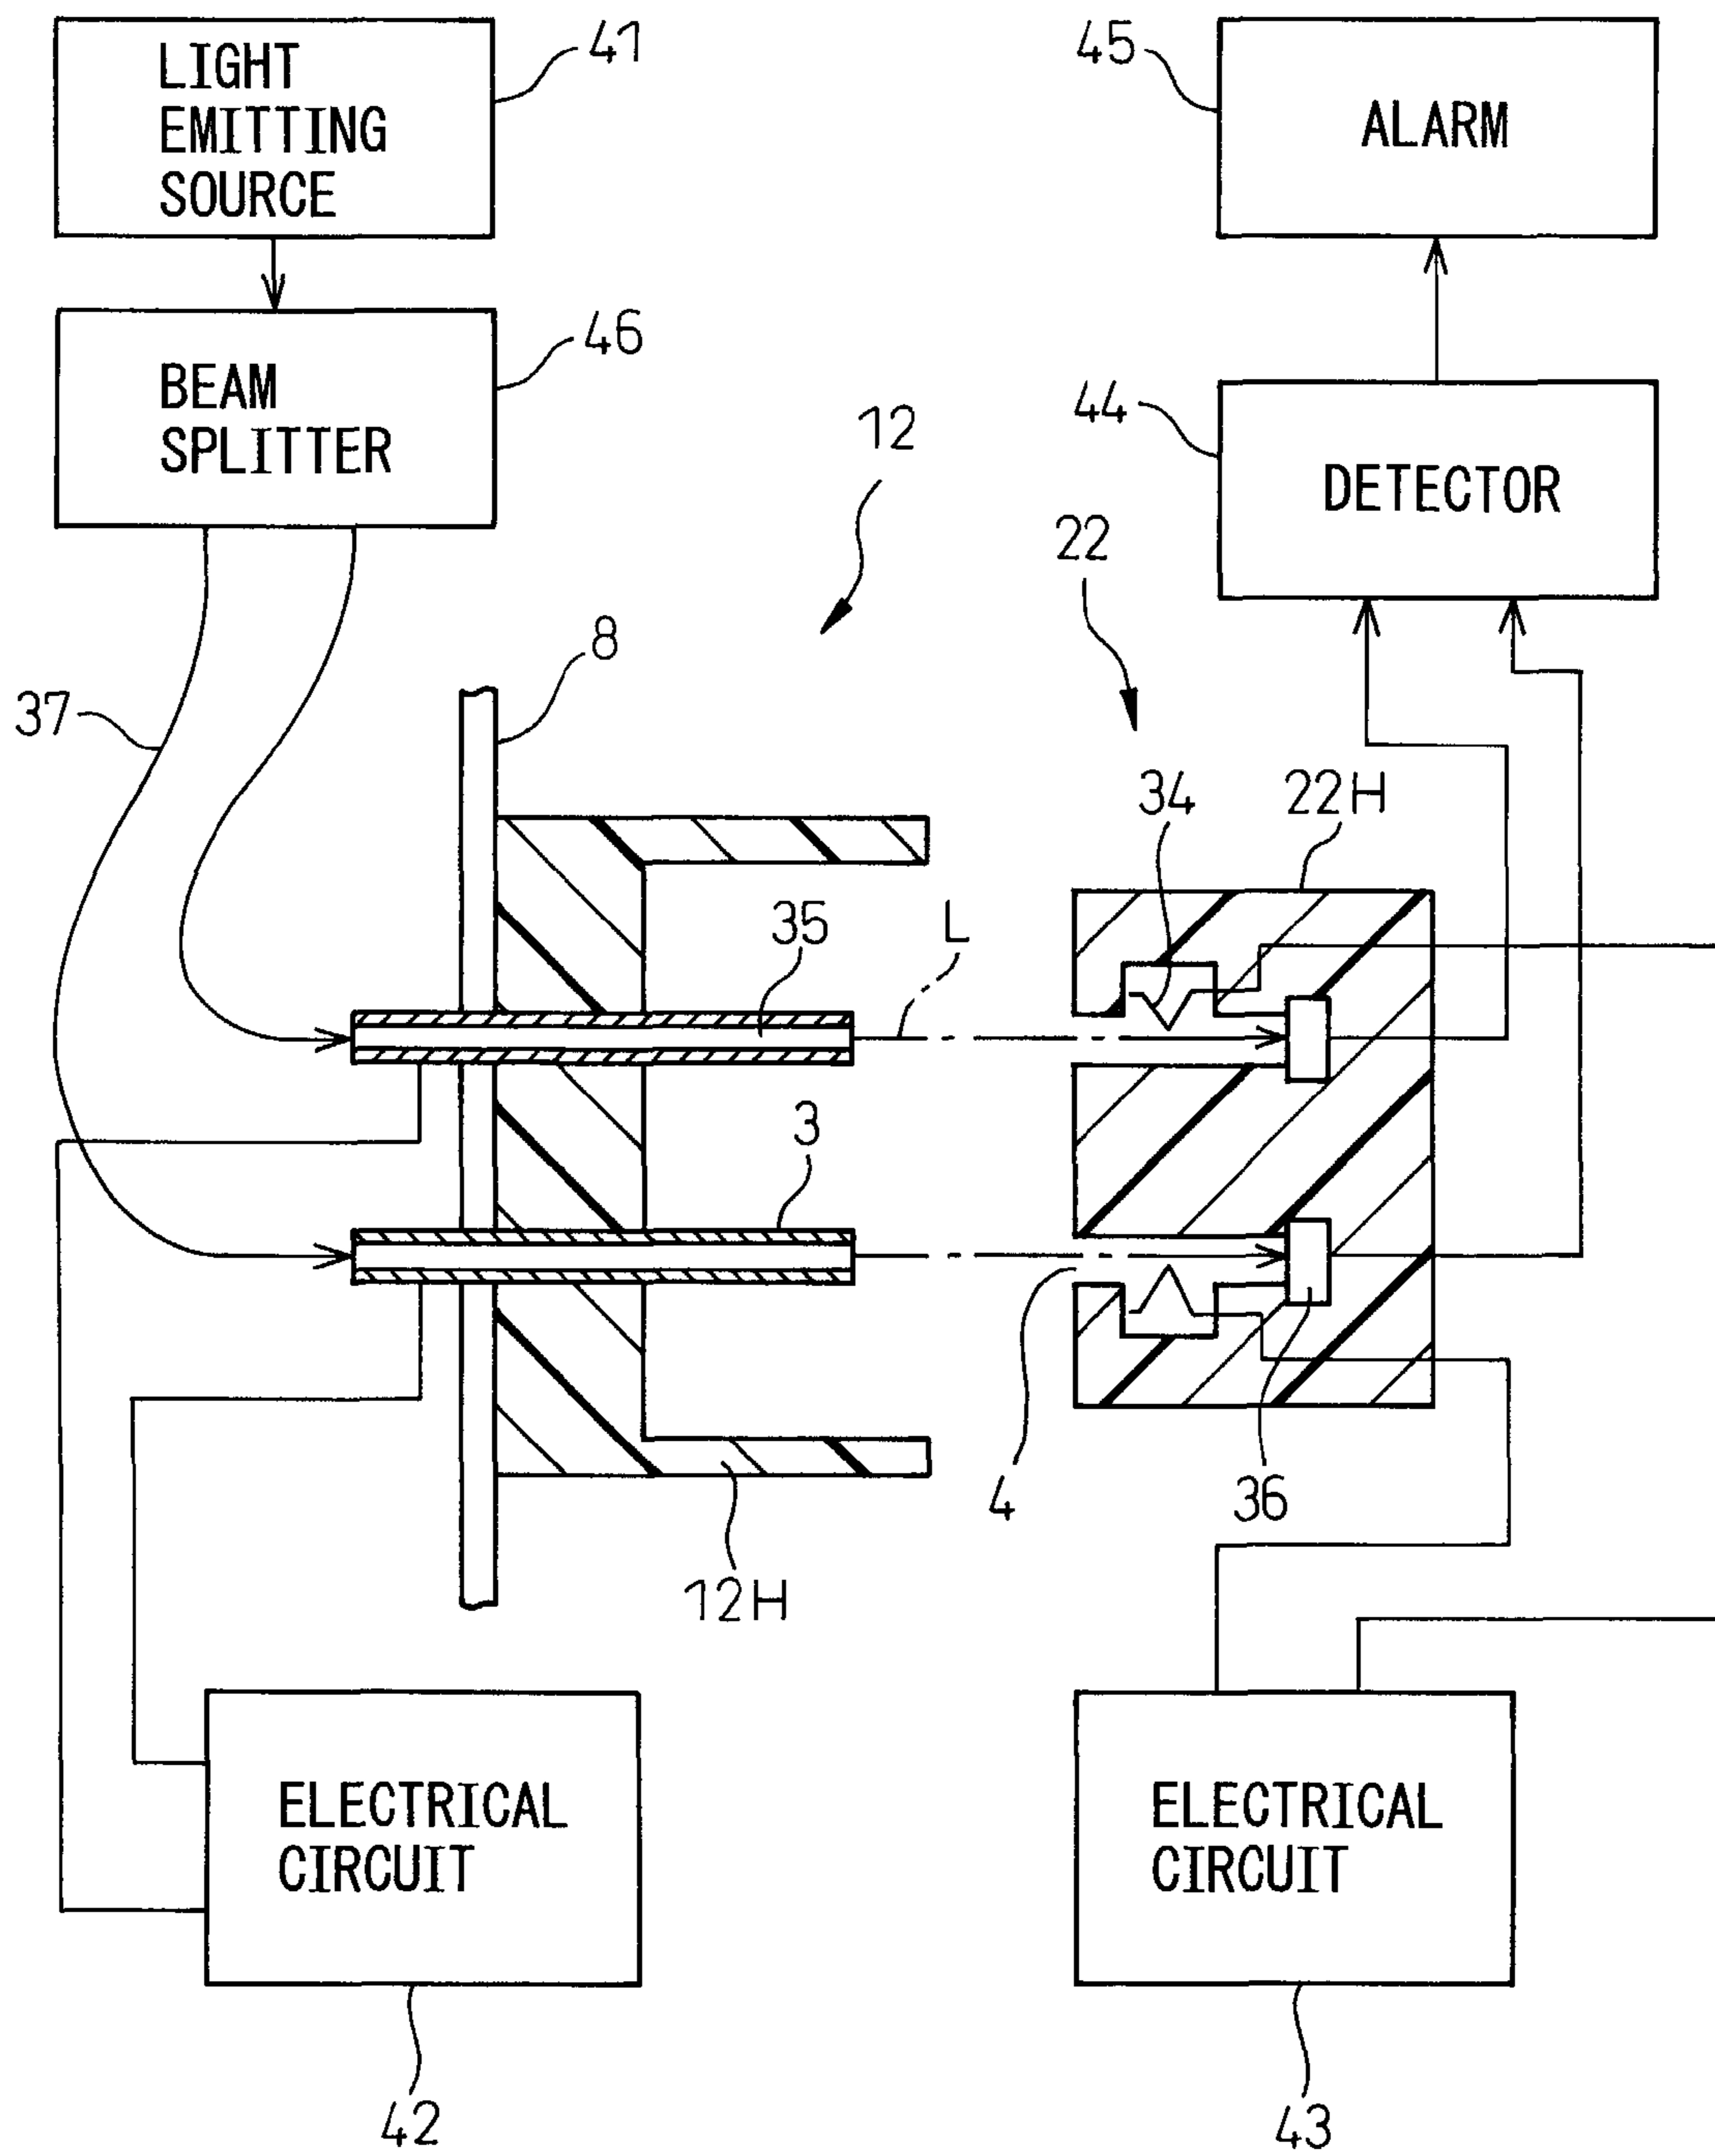 LIGHT
EMITTING
SOURCE
41
45
ALARM
BEAM
SPLITTER
46
12
44
DETECTOR
22
8
37
34
22H
35
L
3
4
36
12H
ELECTRICAL
CIRCUIT
ELECTRICAL
CIRCUIT
42
43